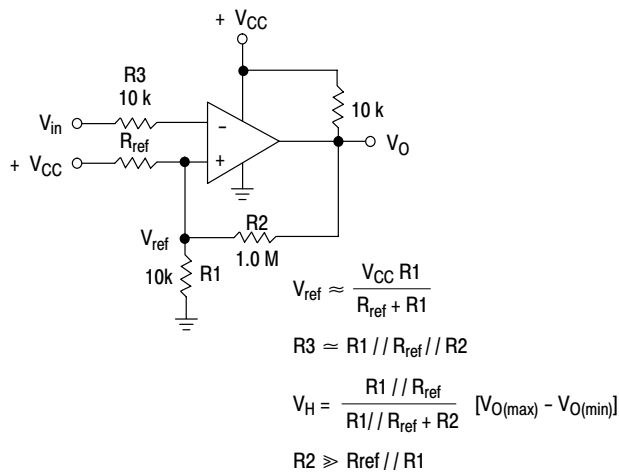 + VCC
R3
10 k
10 k
Vin
–
Rref
VO
+ VCC
+
R2
Vref
1.0 M
10k
R1
Vref ≈ VCC R1 / Rref + R1
R3 ≃ R1 // Rref // R2
VH = R1 // Rref / R1// Rref + R2 [VO(max) – VO(min)]
R2 ≫ Rref // R1